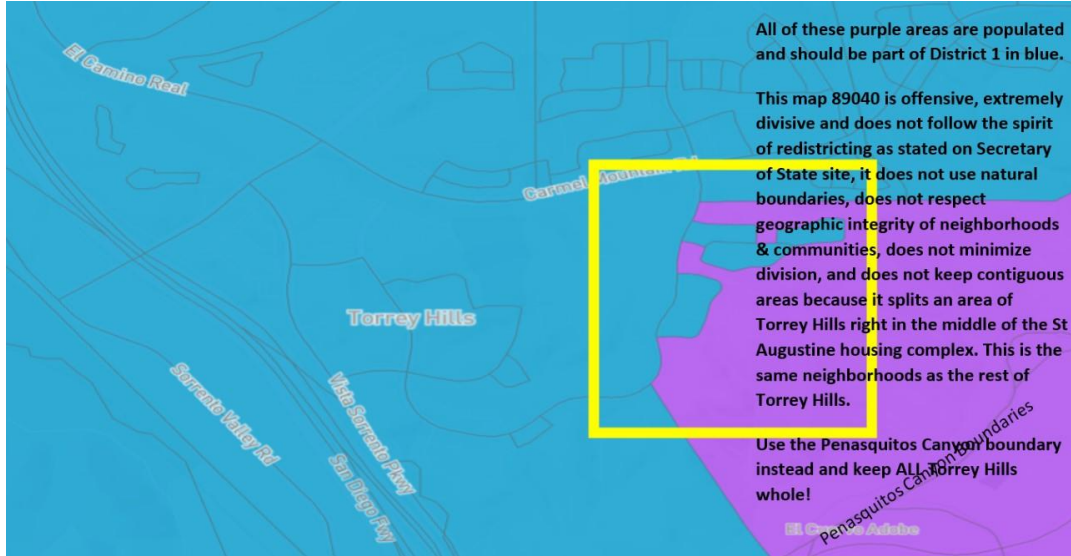 All of these purple areas are populated
and should be part of District 1 in blue.
This map 89040 is offensive, extremely
divisive and does not follow the spirit
of redistricting as stated on Secretary
of State site, it does not use natural
boundaries, does not respect
geographic integrity of neighborhoods
& communities, does not minimize
division, and does not keep contiguous
areas because it splits an area of
Torrey Hills right in the middle of the St
Augustine housing complex. This is the
same neighborhoods as the rest of
Torrey Hills.
Use the Penasquitos Canyon boundary
instead and keep ALL Torrey Hills
whole!
El Camino Real
Carmel Mountain Rd
Torrey Hills
Sorrento Valley Rd
Vista Sorrento Pkwy
San Diego Fwy
Penasquitos Canyon Boundaries
El Cuervo Adobe